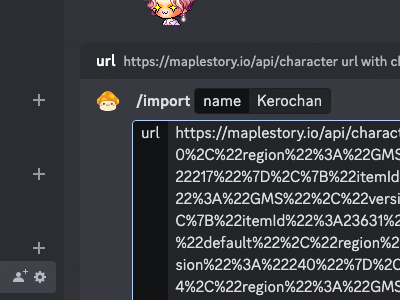 url https://maplestory.io/api/character url with
/import name Kerochan
url https://maplestory.io/api/charact
0%2C%22region%22%3A%22GMS
22217%22%7D%2C%7B%22itemId
%22%3A%22GMS%22%2C%22versi
C%7B%22itemId%22%3A23631%2
%22default%22%2C%22region%22
sion%22%3A%22240%22%7D%2C
4%2C%22region%22%3A%22GMS